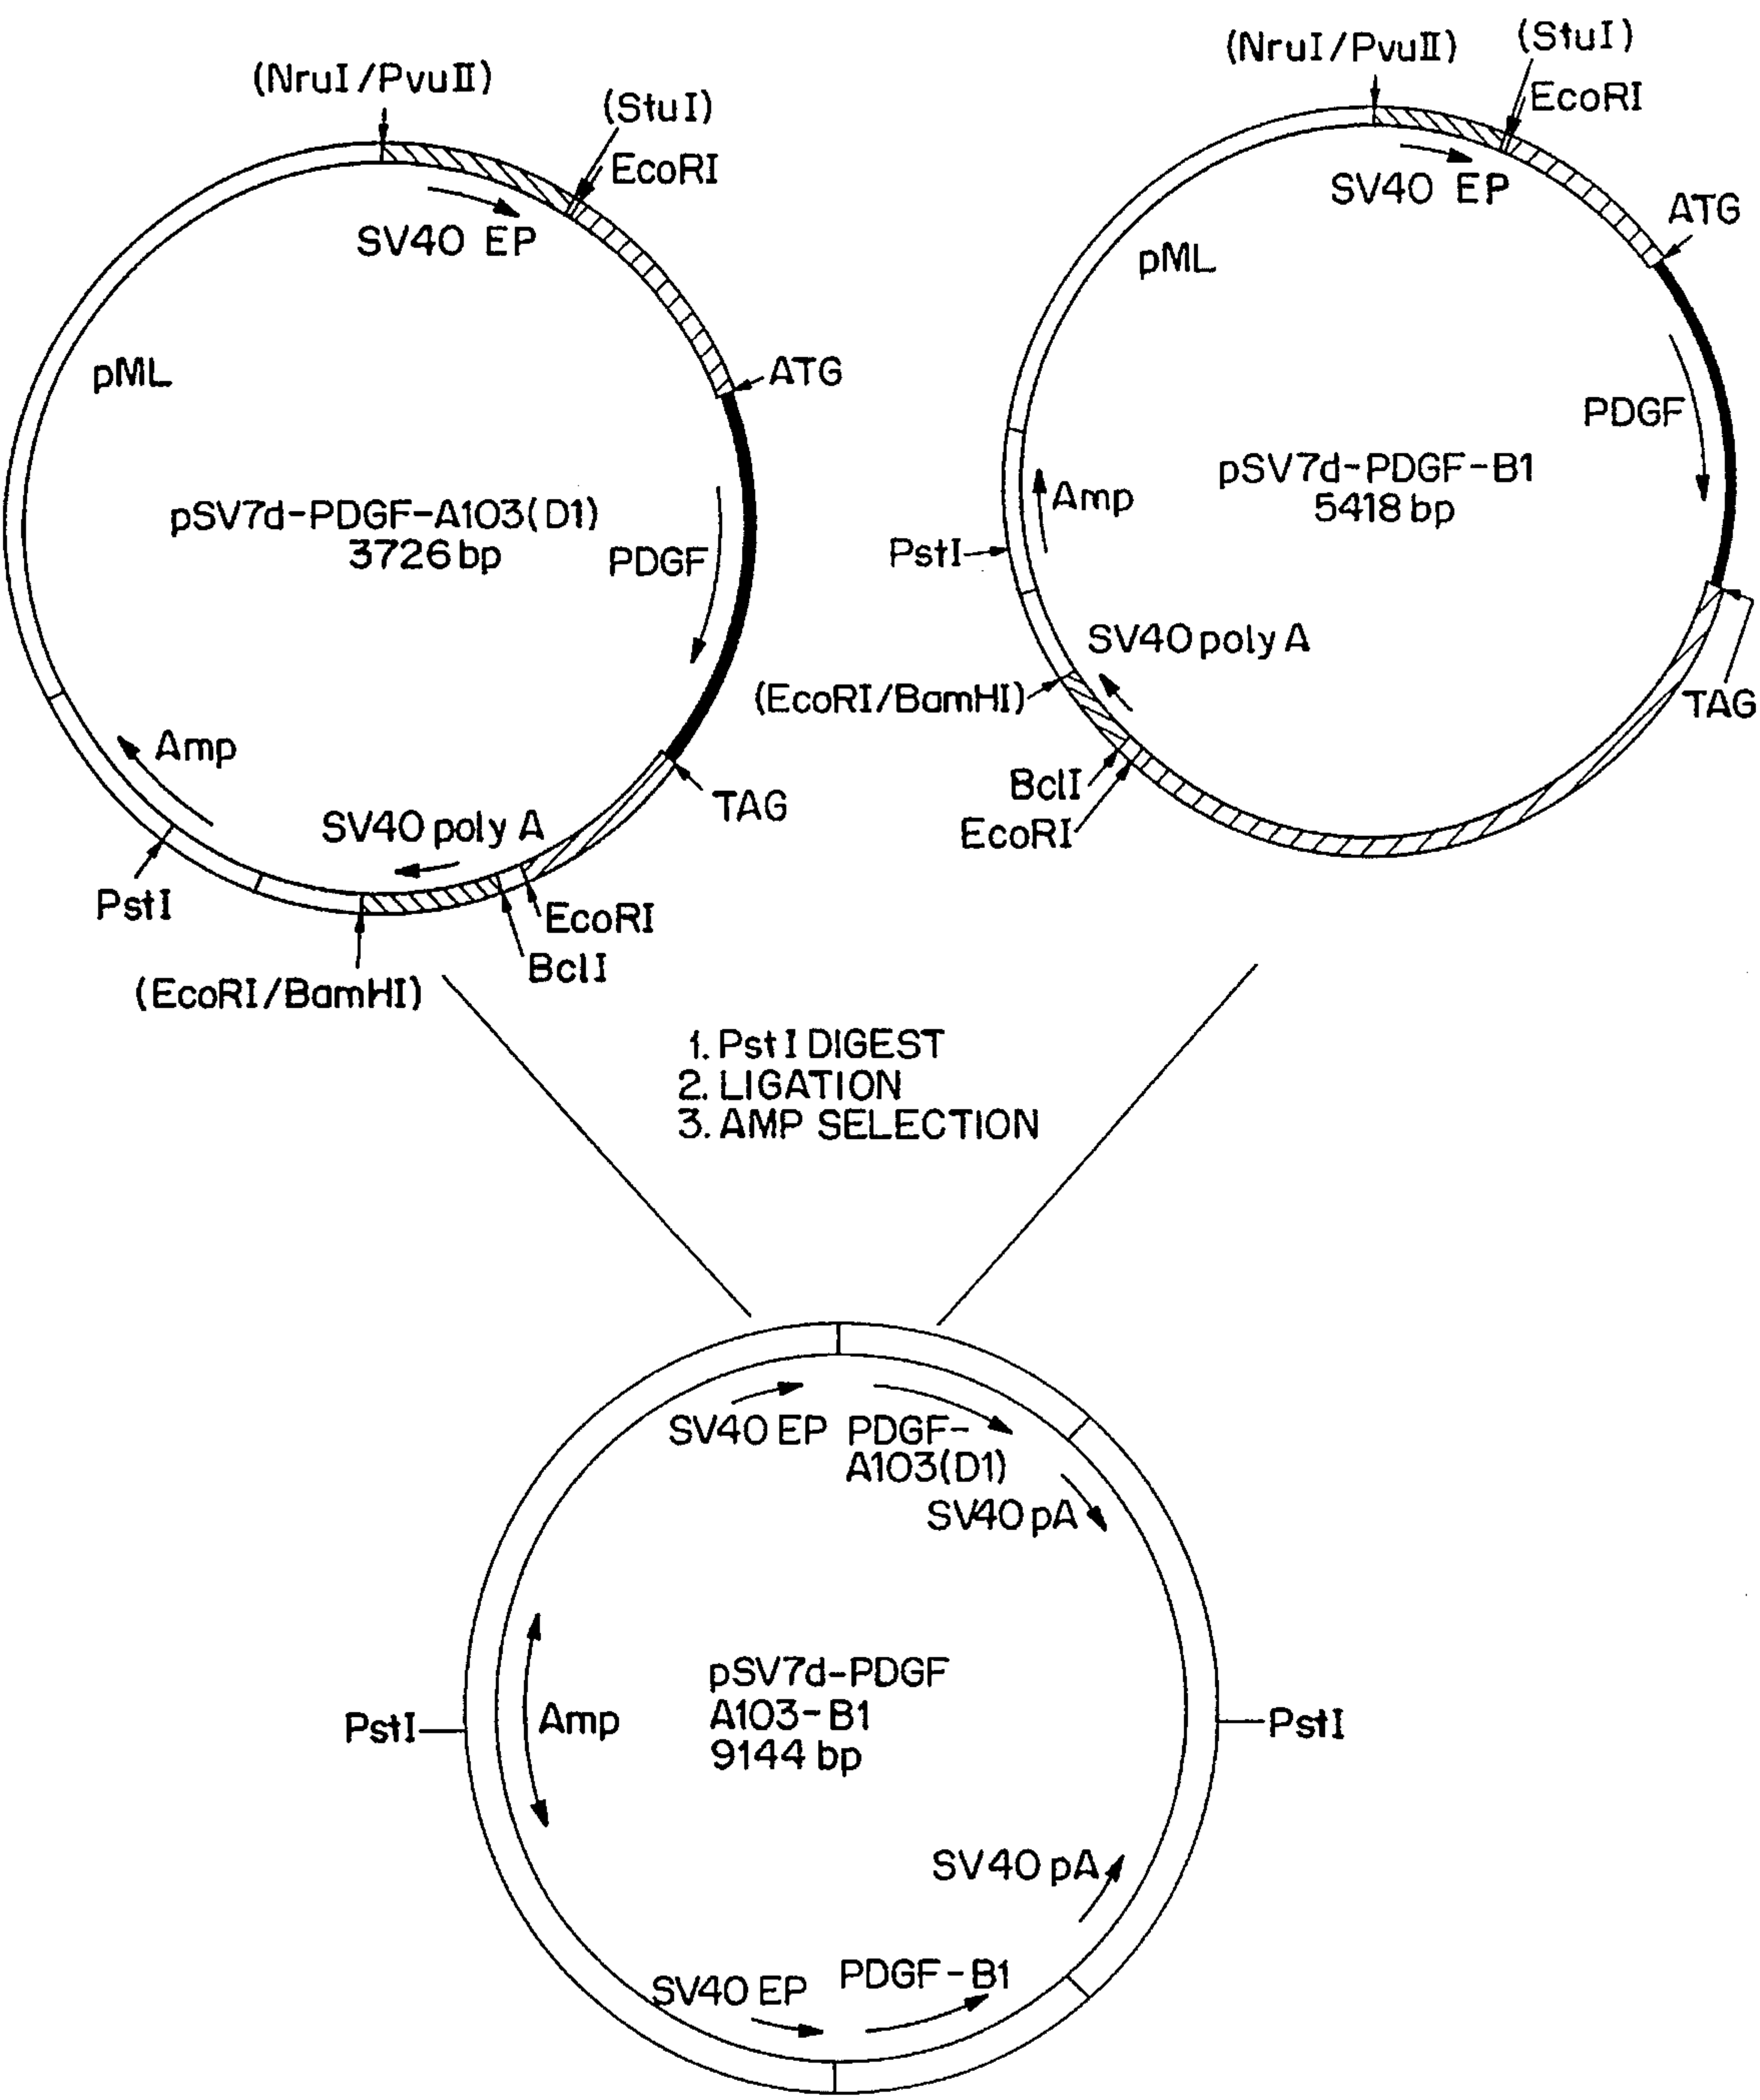 (NruI/PvuII)
(StuI)
EcoRI
SV40 EP
pML
ATG
pSV7d-PDGF-A103(D1)
3726 bp
PDGF
Amp
TAG
SV40 poly A
PstI
EcoRI
BclI
(EcoRI/BamHI)
(NruI/PvuII)
(StuI)
EcoRI
SV40 EP
ATG
pML
PDGF
pSV7d-PDGF-B1
5418 bp
Amp
PstI
SV40 poly A
(EcoRI/BamHI)
TAG
BclI
EcoRI
1. Pst I DIGEST
2. LIGATION
3. AMP SELECTION
SV40 EP
PDGF-
A103(D1)
SV40 pA
PstI
Amp
pSV7d-PDGF
A103-B1
9144 bp
PstI
SV40 pA
SV40 EP
PDGF-B1